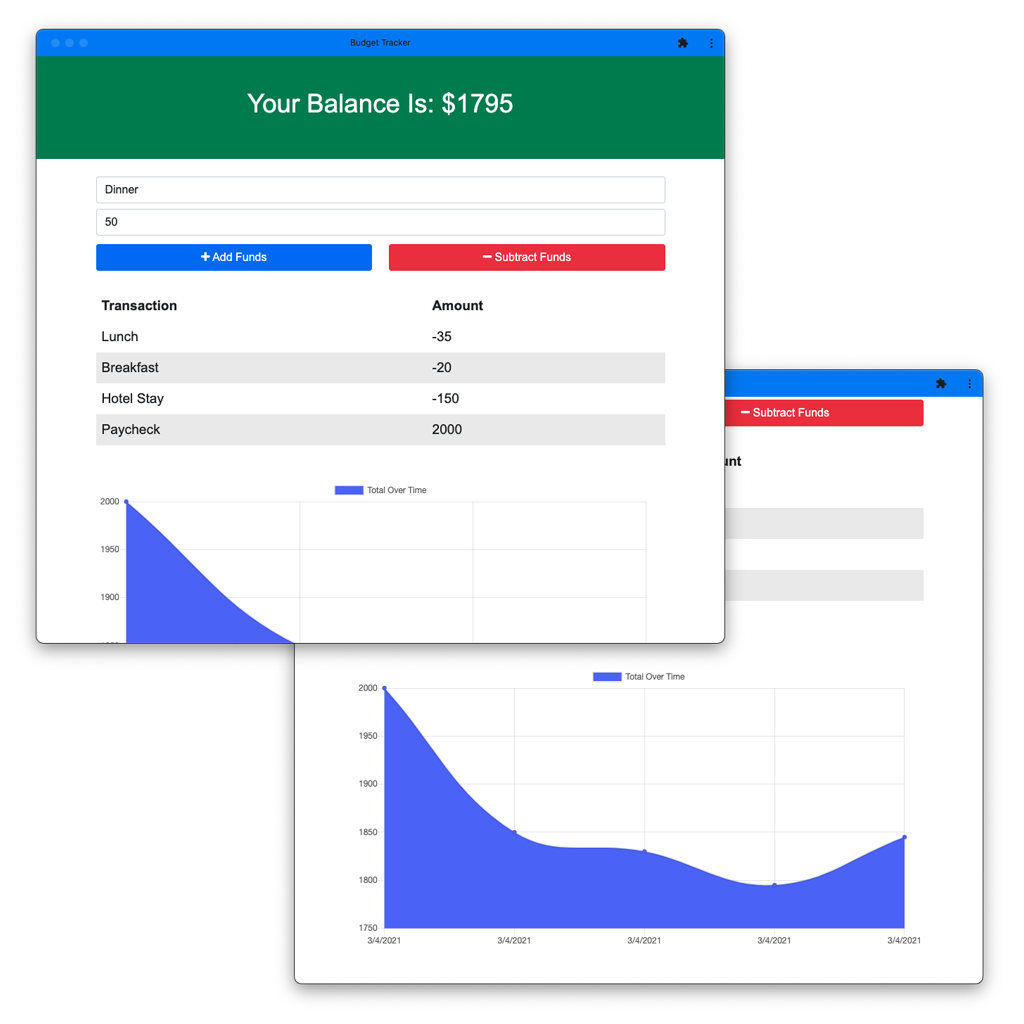 Budget Tracker
Your Balance Is: $1795
Dinner
50
Add Funds
Subtract Funds
Transaction Amount
Lunch -35
Breakfast -20
Hotel Stay -150
Paycheck 2000
Total Over Time
2000
1950
1900
Subtract Funds
Total Over Time
2000
1950
1900
1850
1800
1750
3/4/2021 3/4/2021 3/4/2021 3/4/2021 3/4/2021